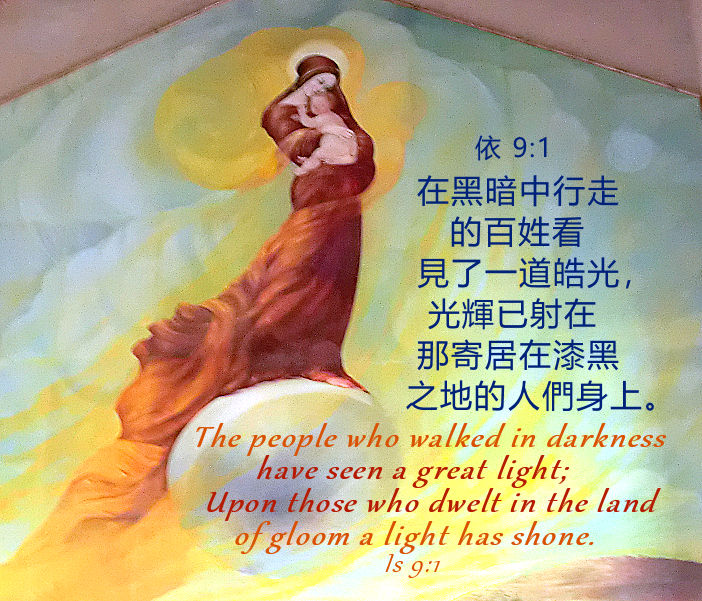 依 9:1
在黑暗中行走
的百姓看
見了一道皓光，
光輝已射在
那寄居在漆黑
之地的人們身上。
The people who walked in darkness
have seen a great light;
Upon those who dwelt in the land
of gloom a light has shone.
Is 9:1